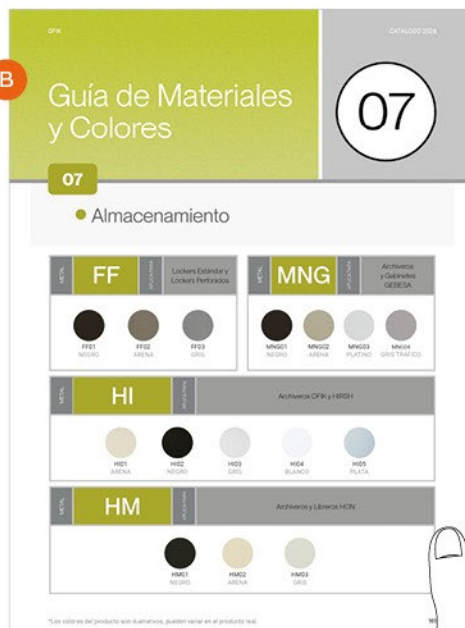 OFIK
CATÁLOGO 2024
B
Guía de Materiales
y Colores
07
07
Almacenamiento
METAL
FF
APLICA PARA
Lockers Estándar y
Lockers Perforados
FF01
NEGRO
FF02
ARENA
FF03
GRIS
METAL
MNG
APLICA PARA
Archiveros
y Gabinetes
GEBESA
MNG01
NEGRO
MNG02
ARENA
MNG03
PLATINO
MNG04
GRIS TRÁFICO
METAL
HI
APLICA PARA
Archiveros OFIK y HIRSH
HI01
ARENA
HI02
NEGRO
HI03
GRIS
HI04
BLANCO
HI05
PLATA
METAL
HM
APLICA PARA
Archiveros y Libreros HON
HM01
NEGRO
HM02
ARENA
HM03
GRIS
*Los colores del producto son ilustrativos, pueden variar en el producto real.